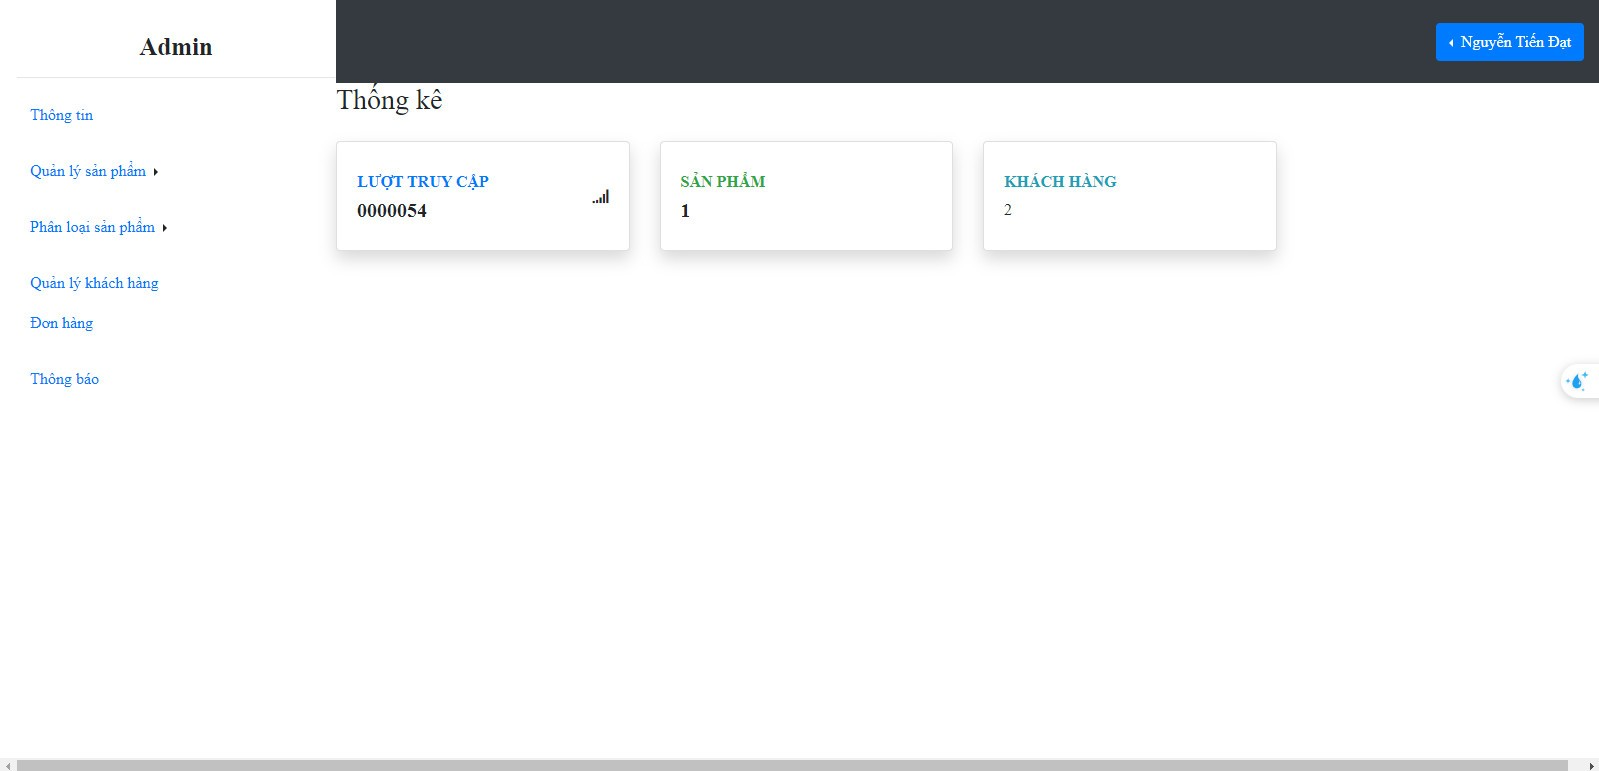 Admin
Nguyễn Tiến Đạt
Thông tin
Quản lý sản phẩm
Phân loại sản phẩm
Quản lý khách hàng
Đơn hàng
Thông báo
Thống kê
LƯỢT TRUY CẬP
0000054
SẢN PHẨM
1
KHÁCH HÀNG
2